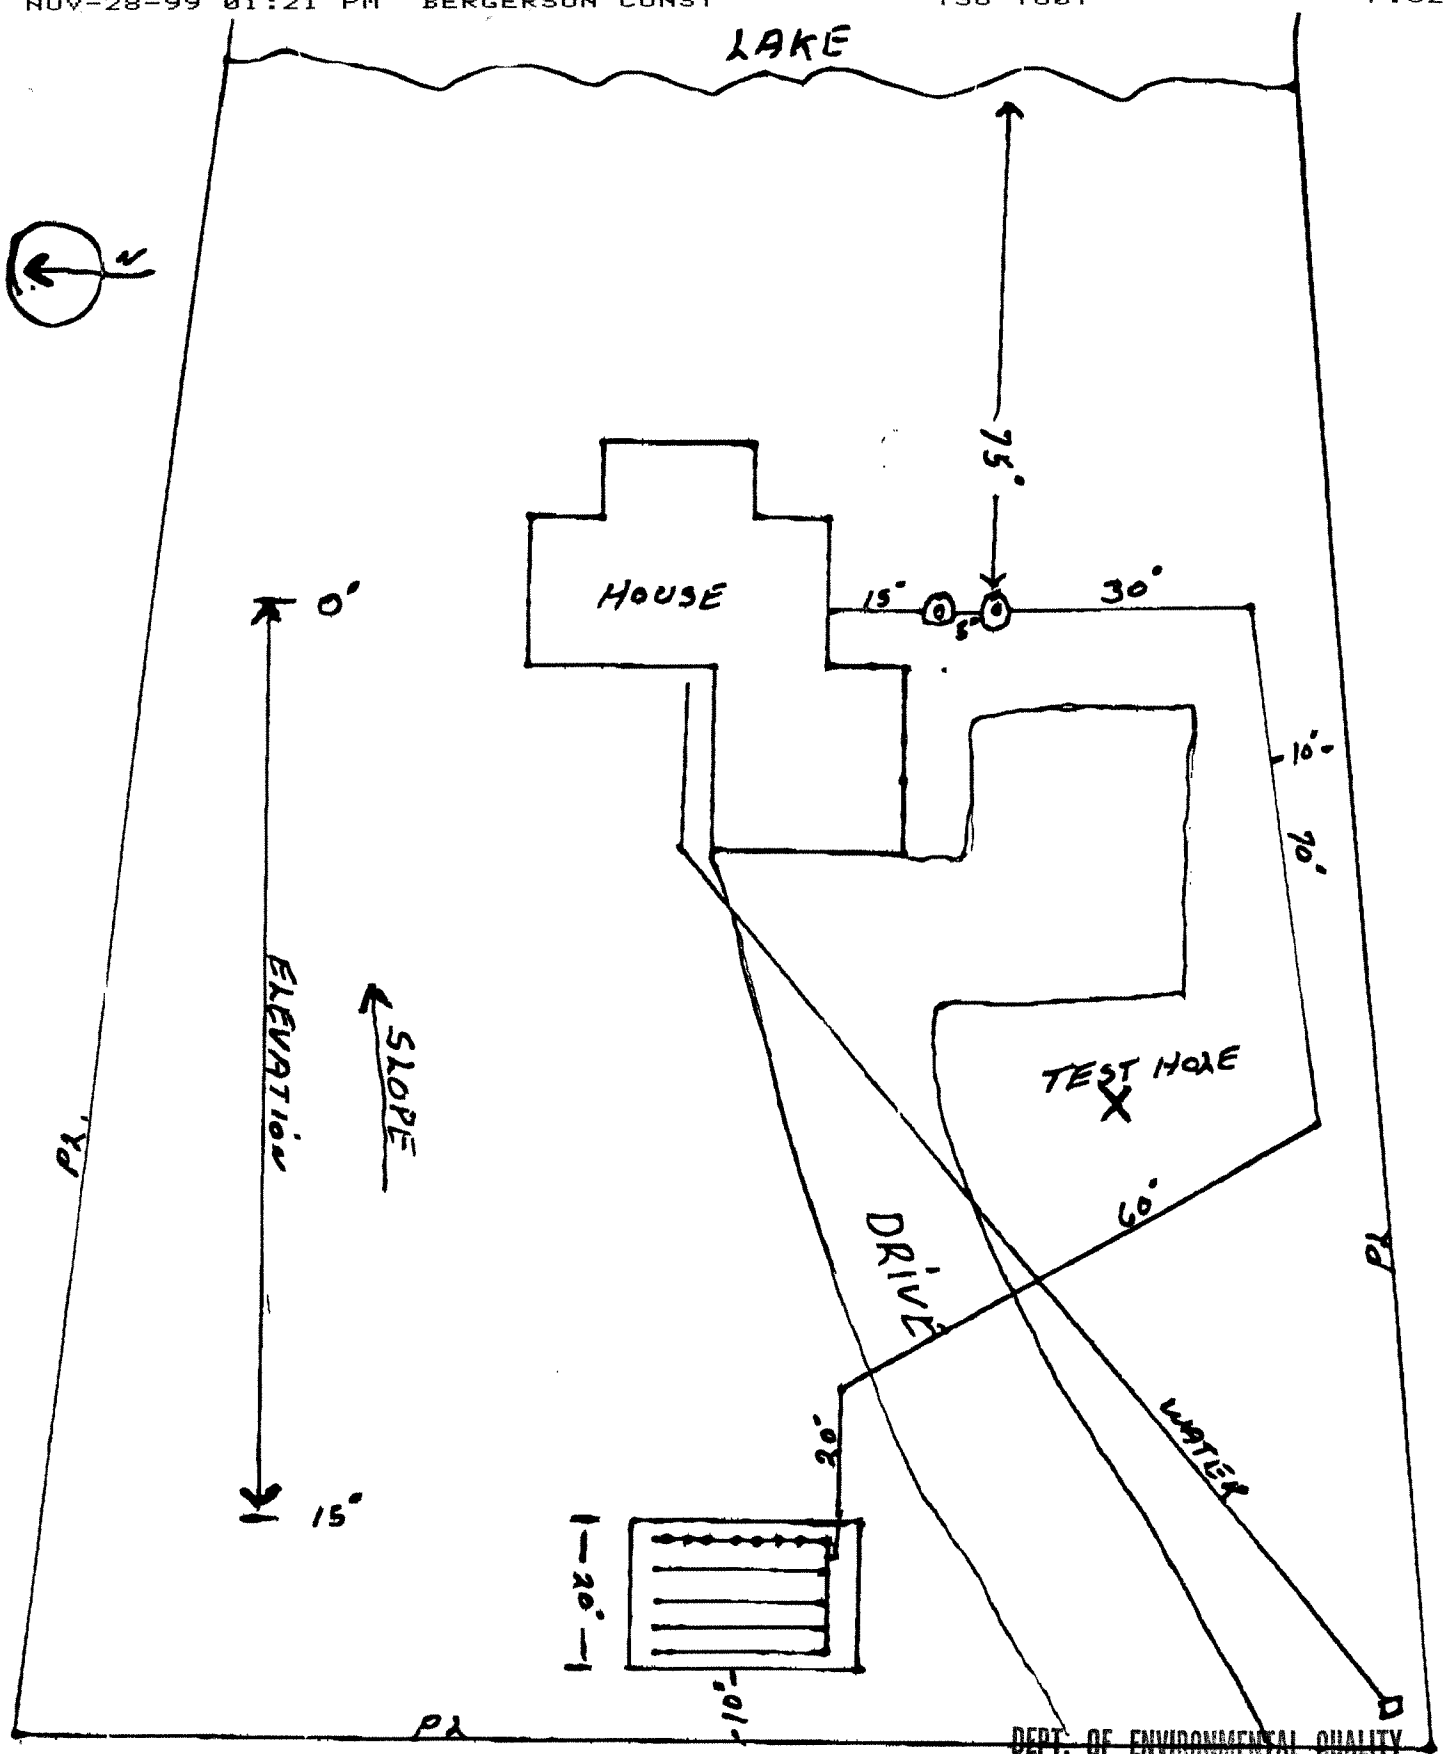 NOV-28-99 01:21 PM BERGERSON CONST
LAKE
N
75'
0'
HOUSE
15'
5'
30'
10'
70'
ELEVATION
SLOPE
TEST HOLE
X
PL
60'
DRIVE
PL
WATER
20'
15'
20'
10'
PL
DEPT. OF ENVIRONMENTAL QUALITY